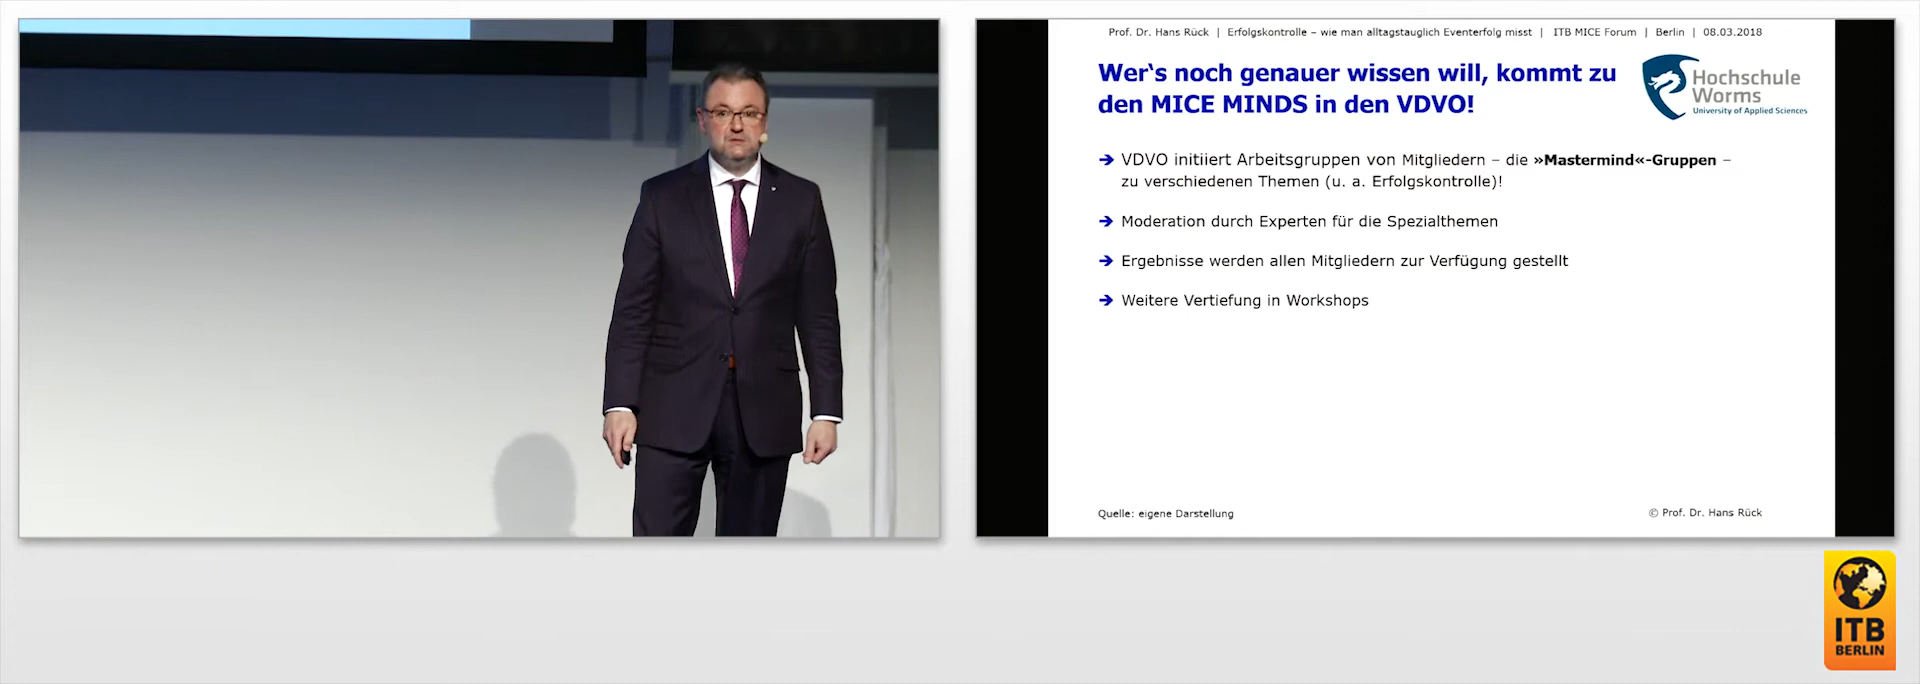 Prof. Dr. Hans Rück | Erfolgskontrolle – wie man alltagstauglich Eventerfolg misst | ITB MICE Forum | Berlin | 08.03.2018
Wer‘s noch genauer wissen will, kommt zu
den MICE MINDS in den VDVO!
Hochschule
Worms
University of Applied Sciences
➔ VDVO initiiert Arbeitsgruppen von Mitgliedern – die »Mastermind«-Gruppen –
zu verschiedenen Themen (u. a. Erfolgskontrolle)!
➔ Moderation durch Experten für die Spezialthemen
➔ Ergebnisse werden allen Mitgliedern zur Verfügung gestellt
➔ Weitere Vertiefung in Workshops
Quelle: eigene Darstellung
© Prof. Dr. Hans Rück
ITB
BERLIN